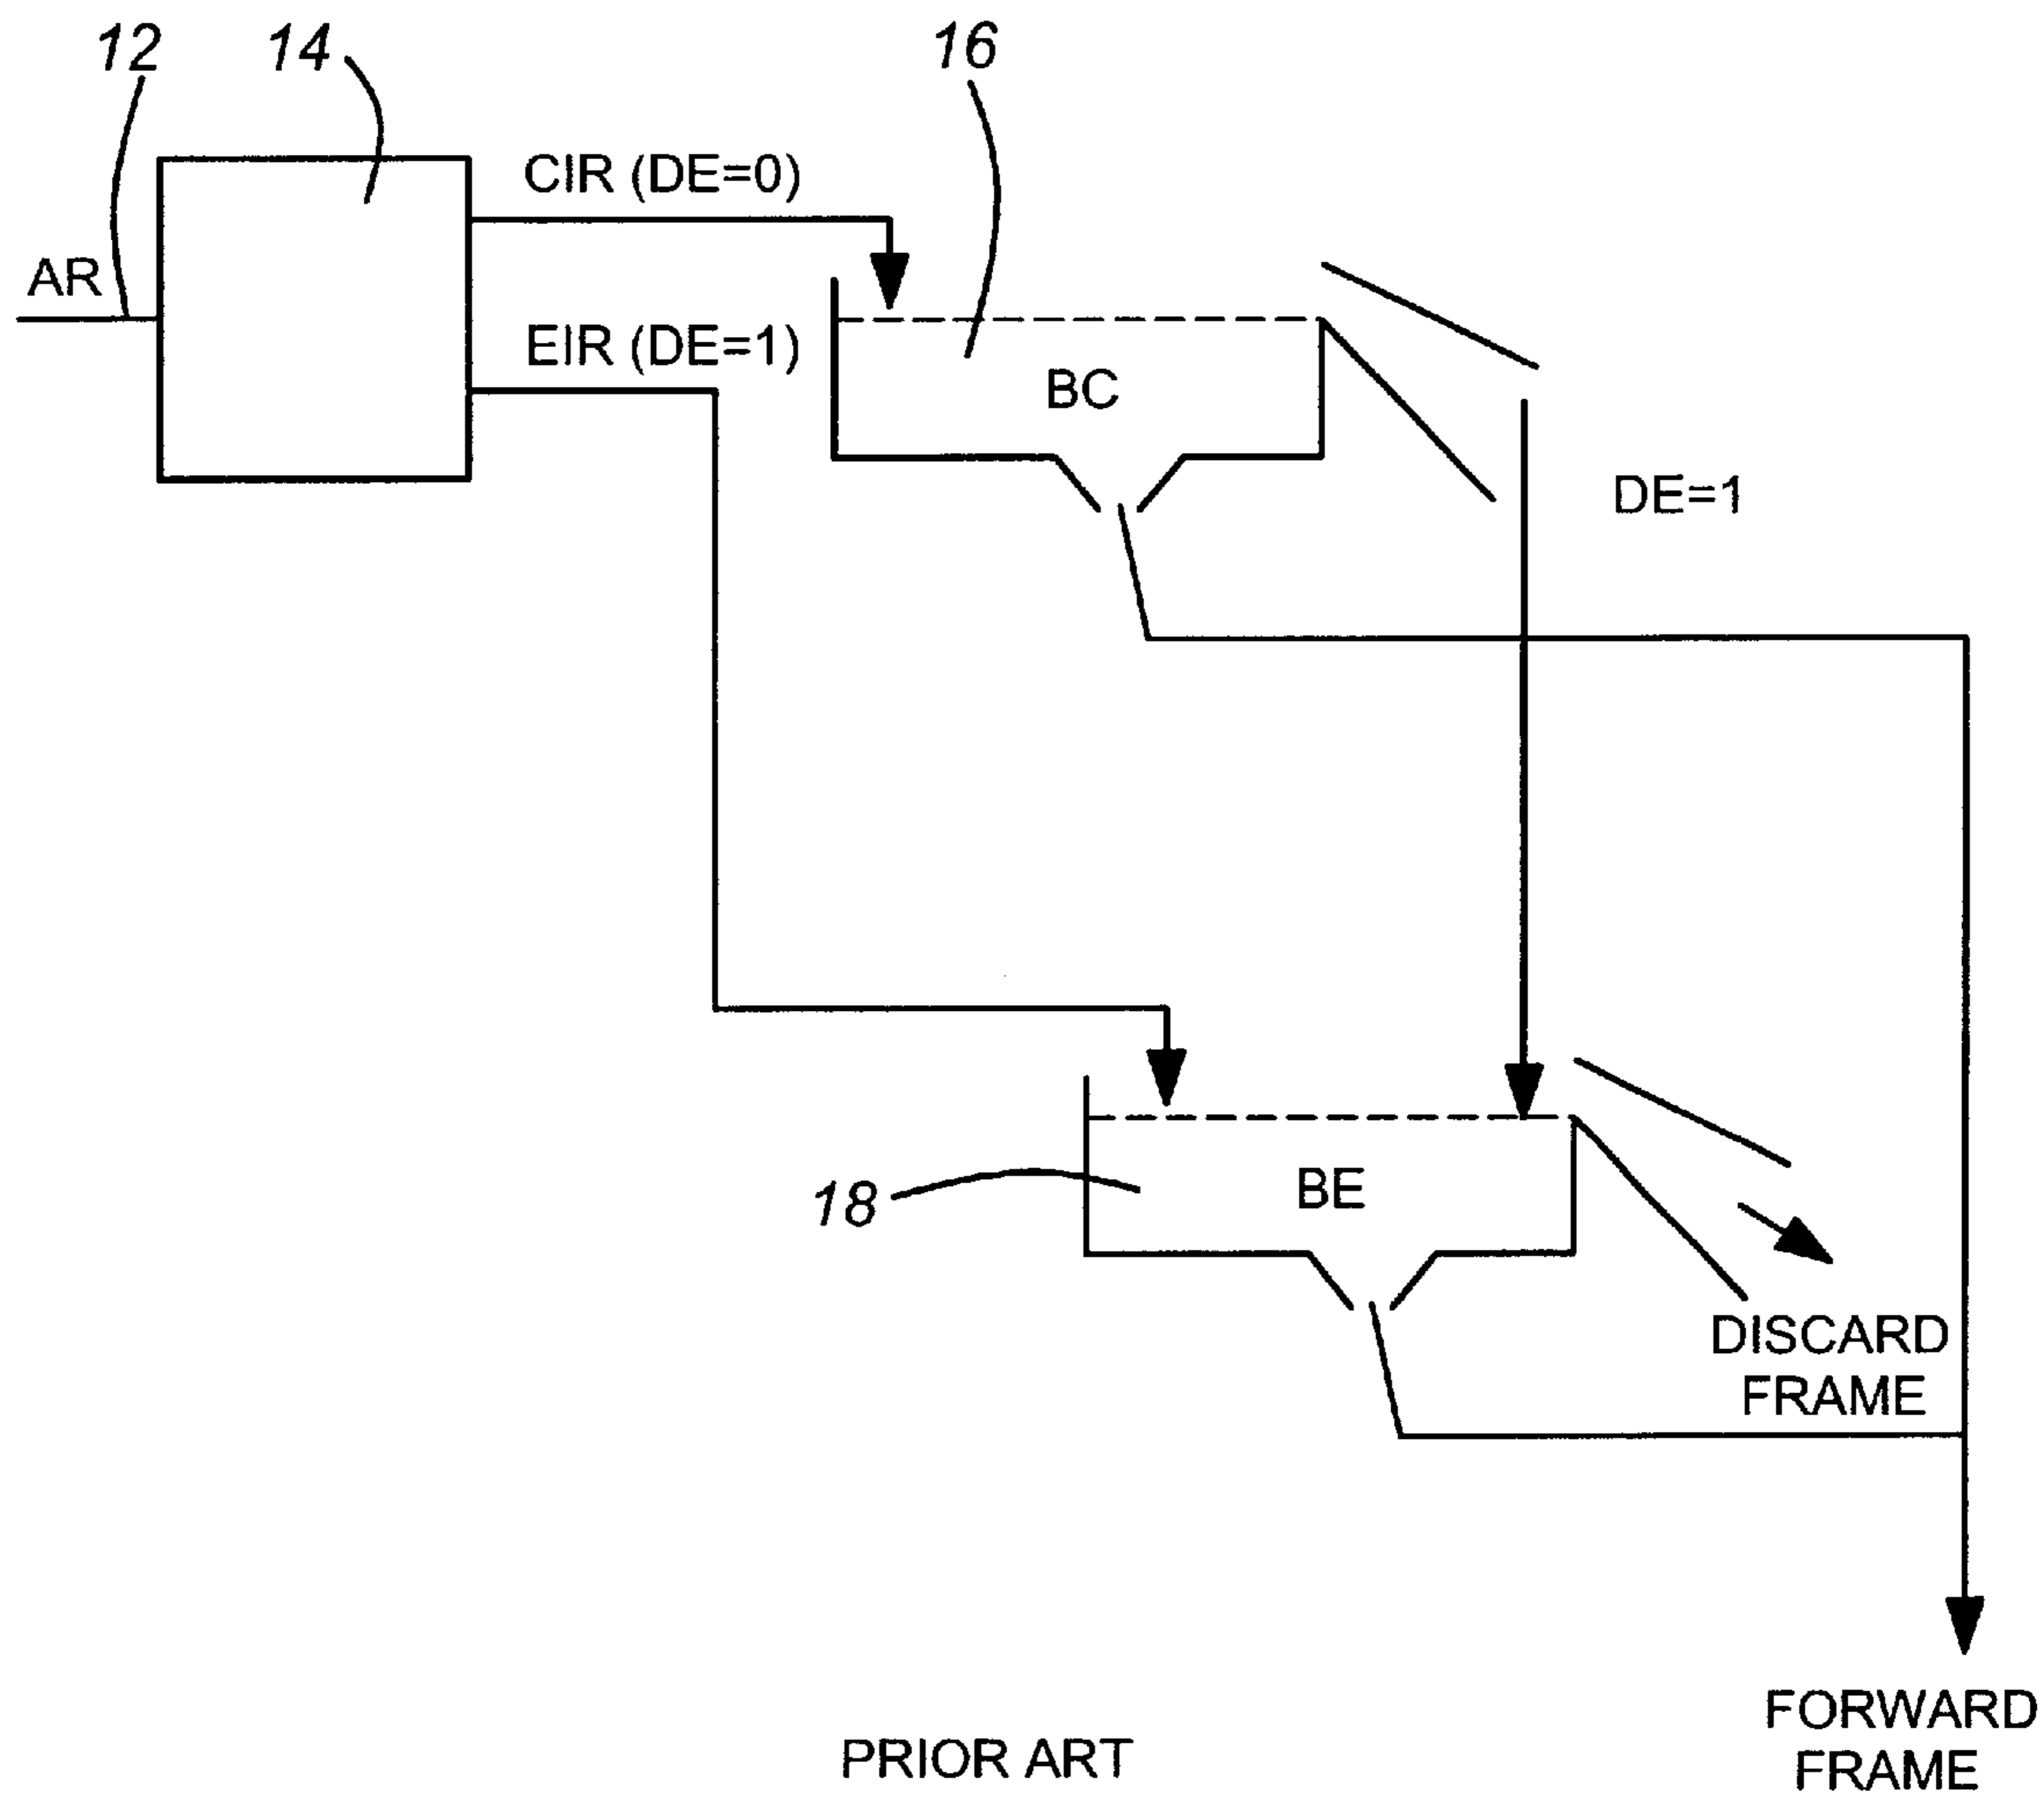 12
14
16
CIR (DE=0)
AR
EIR (DE=1)
BC
DE=1
18
BE
DISCARD
FRAME
FORWARD
FRAME
PRIOR ART